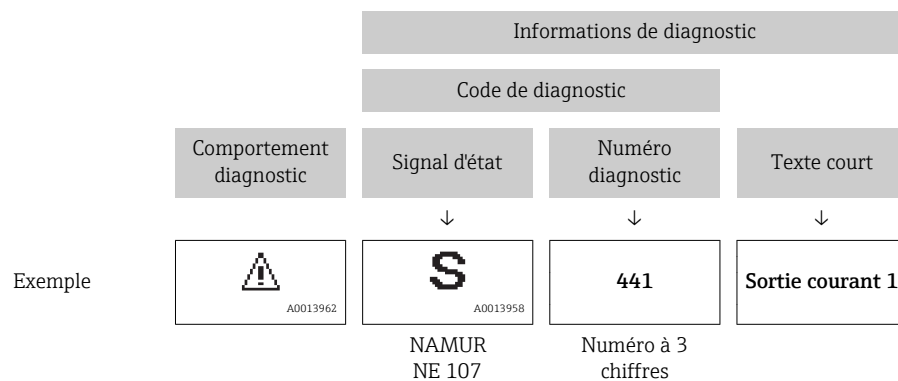 Informations de diagnostic
Code de diagnostic
Comportement
diagnostic
Signal d'état
Numéro
diagnostic
Texte court
↓ ↓ ↓
Exemple
A0013962
S
A0013958
441
Sortie courant 1
NAMUR
NE 107
Numéro à 3
chiffres